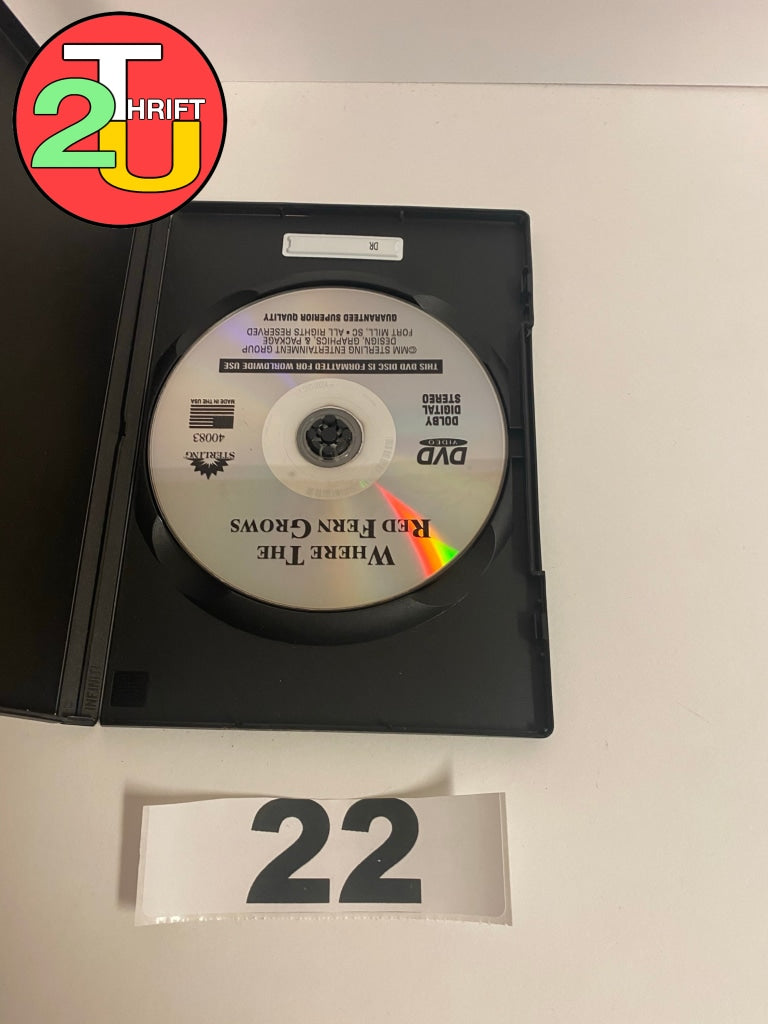 2 THRIFT U
DR
WHERE THE
RED FERN GROWS
STERLING
40083
MADE IN THE USA
DVD
VIDEO
DOLBY
DIGITAL
STEREO
THIS DVD DISC IS FORMATTED FOR WORLDWIDE USE
©MM STERLING ENTERTAINMENT GROUP
DESIGN, GRAPHICS, & PACKAGE
FORT MILL, SC • ALL RIGHTS RESERVED
GUARANTEED SUPERIOR QUALITY
INFINITI
22